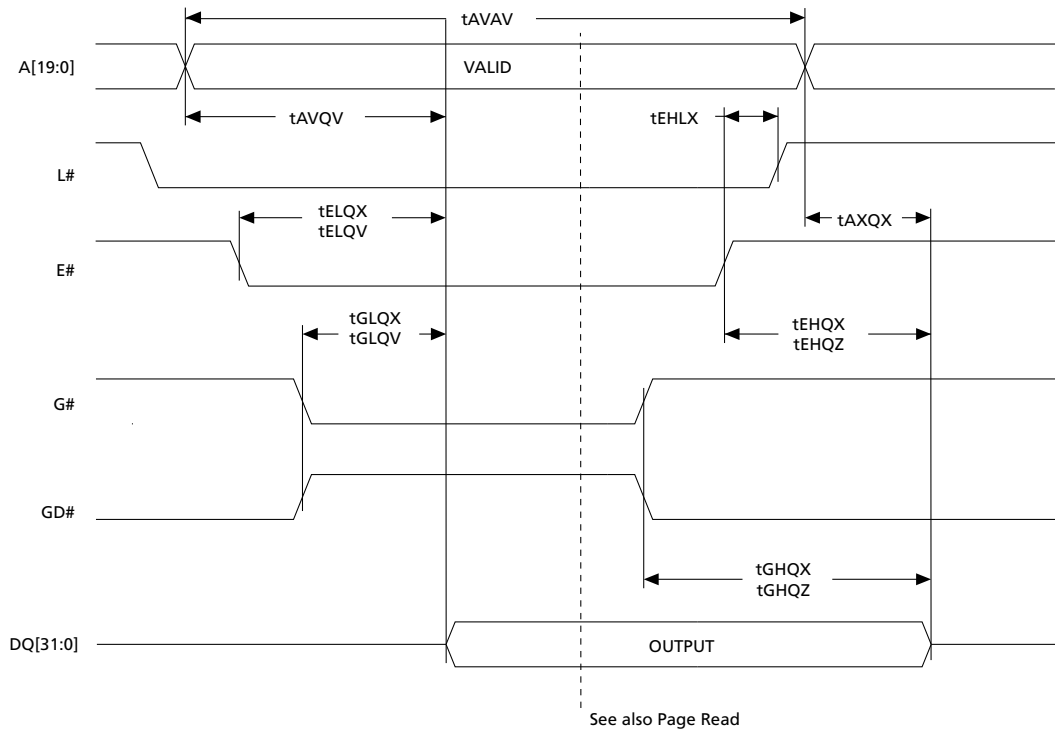 tAVAV
A[19:0]
VALID
tAVQV
tEHLX
L#
tELQX
tELQV
tAXQX
E#
tGLQX
tGLQV
tEHQX
tEHQZ
G#
GD#
tGHQX
tGHQZ
DQ[31:0]
OUTPUT
See also Page Read